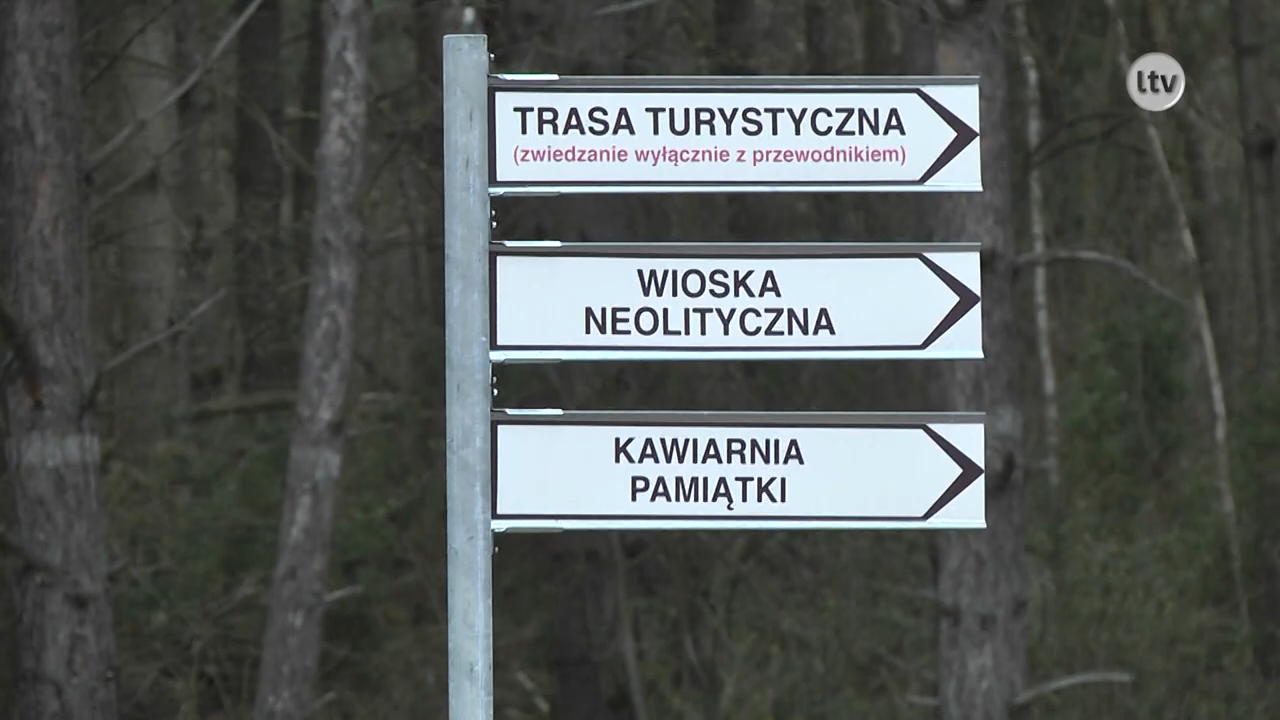 ltv
TRASA TURYSTYCZNA
(zwiedzanie wyłącznie z przewodnikiem)
WIOSKA
NEOLITYCZNA
KAWIARNIA
PAMIĄTKI